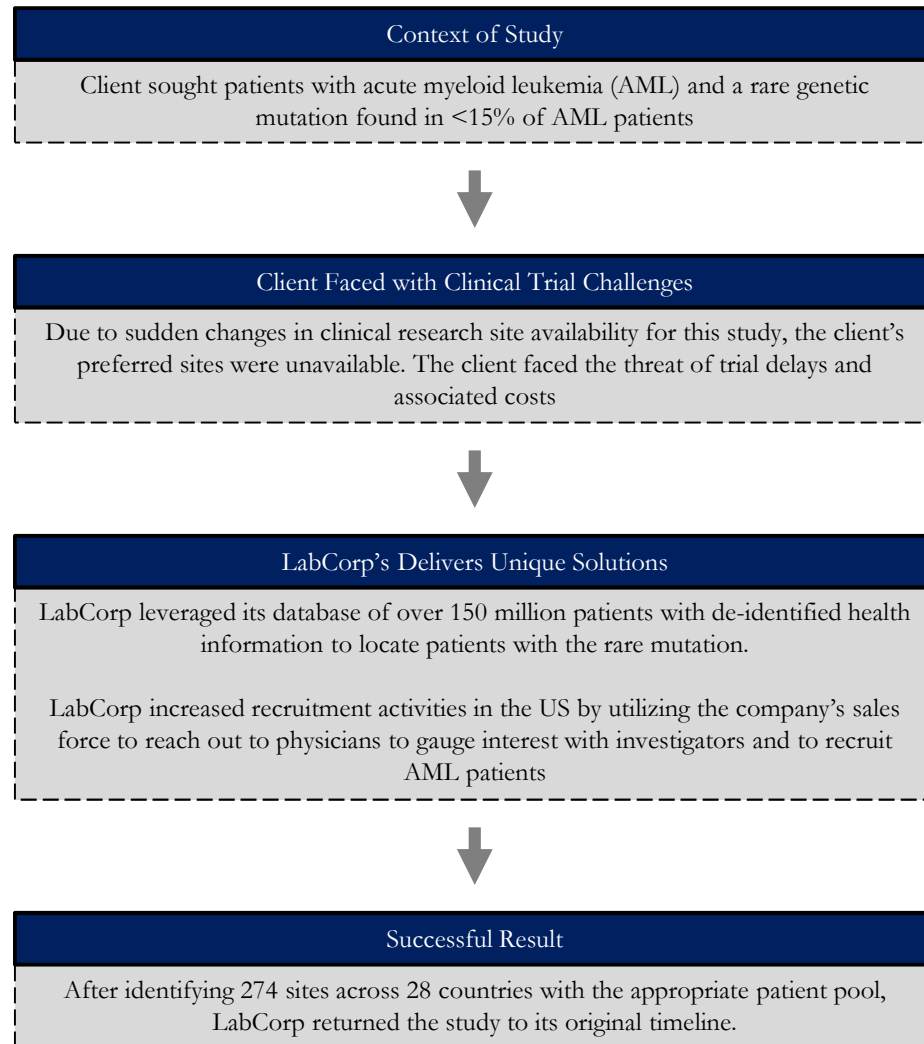 Context of Study
Client sought patients with acute myeloid leukemia (AML) and a rare genetic
mutation found in <15% of AML patients
Client Faced with Clinical Trial Challenges
Due to sudden changes in clinical research site availability for this study, the client's
preferred sites were unavailable. The client faced the threat of trial delays and
associated costs
LabCorp's Delivers Unique Solutions
LabCorp leveraged its database of over 150 million patients with de-identified health
information to locate patients with the rare mutation.
LabCorp increased recruitment activities in the US by utilizing the company's sales
force to reach out to physicians to gauge interest with investigators and to recruit
AML patients
Successful Result
After identifying 274 sites across 28 countries with the appropriate patient pool,
LabCorp returned the study to its original timeline.